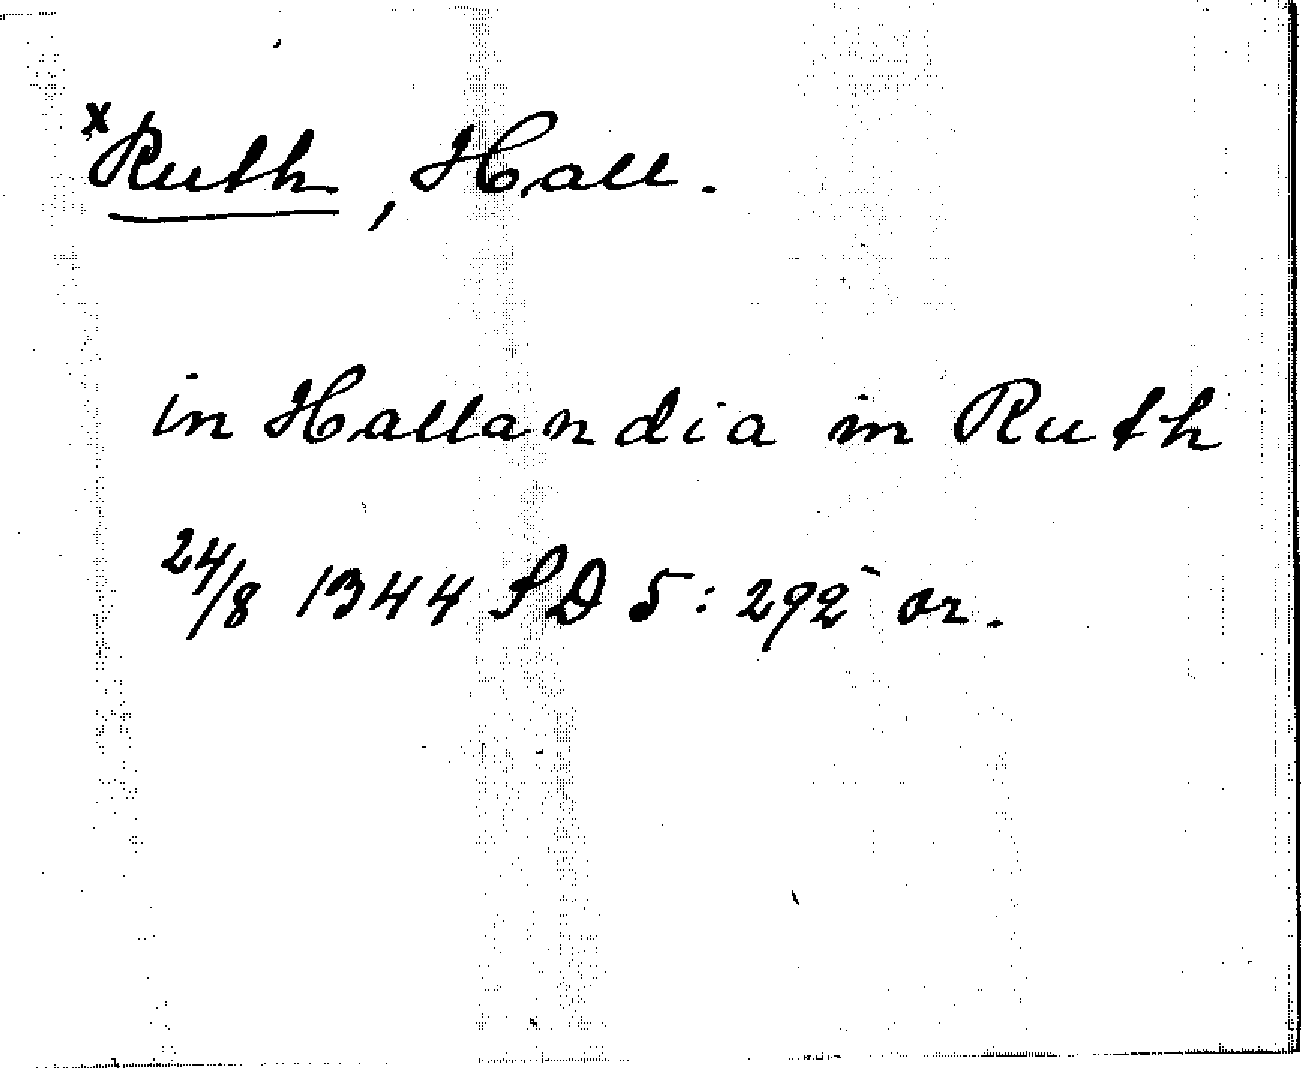 x Ruth, Hall.
in Hallandia in Ruth
24/8 1344 SD 5: 292 or.